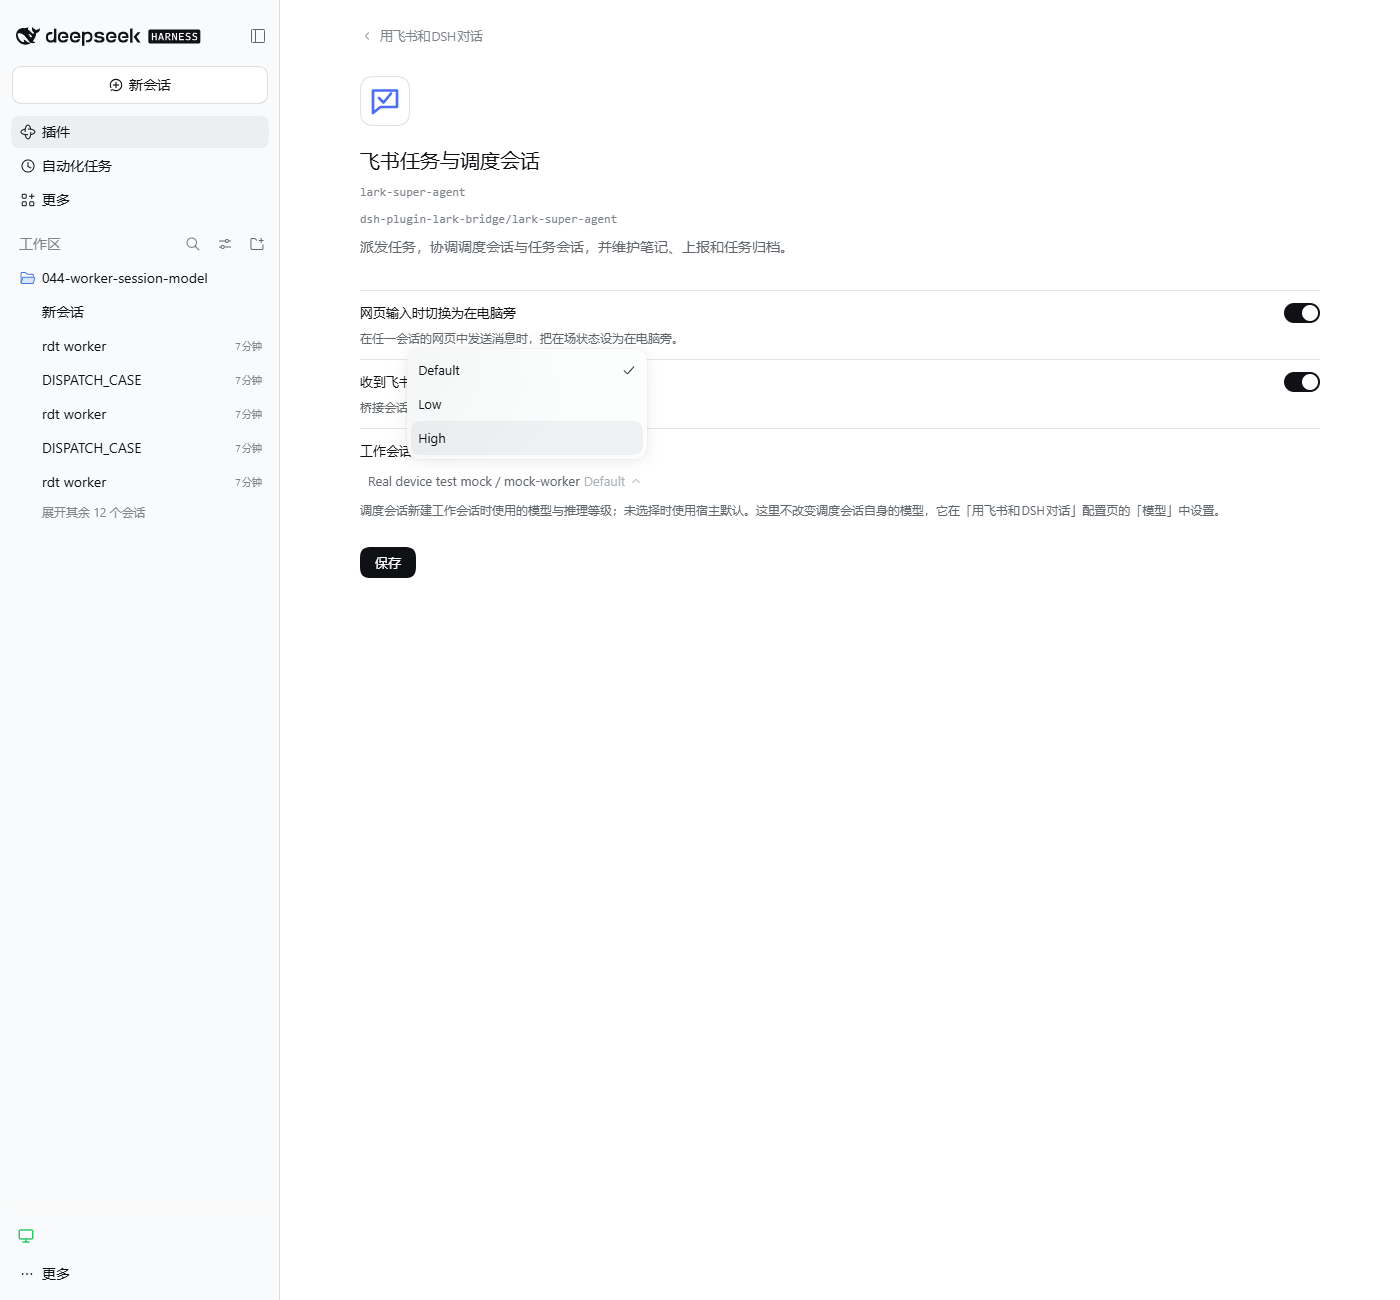 deepseek HARNESS
新会话
插件
自动化任务
更多
工作区
044-worker-session-model
新会话
rdt worker 7分钟
DISPATCH_CASE 7分钟
rdt worker 7分钟
DISPATCH_CASE 7分钟
rdt worker 7分钟
展开其余 12 个会话
更多
用飞书和DSH对话
飞书任务与调度会话
lark-super-agent
dsh-plugin-lark-bridge/lark-super-agent
派发任务，协调调度会话与任务会话，并维护笔记、上报和任务归档。
网页输入时切换为在电脑旁
在任一会话的网页中发送消息时，把在场状态设为在电脑旁。
收到飞书
桥接会话
Default
Low
High
工作会话
Real device test mock / mock-worker Default
调度会话新建工作会话时使用的模型与推理等级；未选择时使用宿主默认。这里不改变调度会话自身的模型，它在「用飞书和DSH对话」配置页的「模型」中设置。
保存